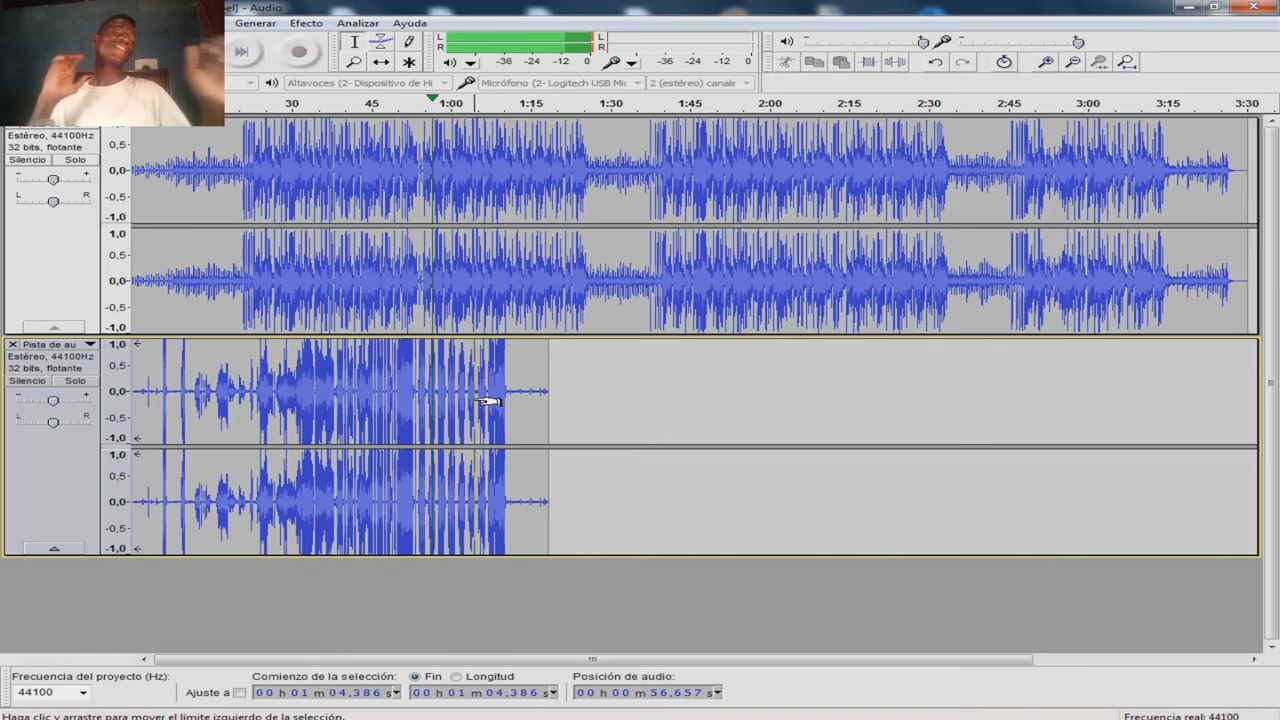 el] - Audio
Generar Efecto Analizar Ayuda
L R L R
-36 -24 -12 0 -36 -24 -12 0
Altavoces (2- Dispositivo de Hi Micrófono (2- Logitech USB Mic 2 (estéreo) canale
30 45 1:00 1:15 1:30 1:45 2:00 2:15 2:30 2:45 3:00 3:15 3:30
Estéreo, 44100Hz
32 bits, flotante
Silencio Solo
- +
L R
0,5-
0,0-
-0,5-
-1,0
1,0
0,5-
0,0-
-0,5-
-1,0
X Pista de au
Estéreo, 44100Hz
32 bits, flotante
Silencio Solo
- +
L R
1,0
0,5-
0,0-
-0,5-
-1,0
1,0
0,5-
0,0-
-0,5-
-1,0
Frecuencia del proyecto (Hz): Comienzo de la selección: Fin Longitud Posición de audio:
44100 Ajuste a 00 h 01 m 04,386 s 00 h 01 m 04,386 s 00 h 00 m 56,657 s
Haga clic y arrastre para mover el límite izquierdo de la selección. Frecuencia real: 44100